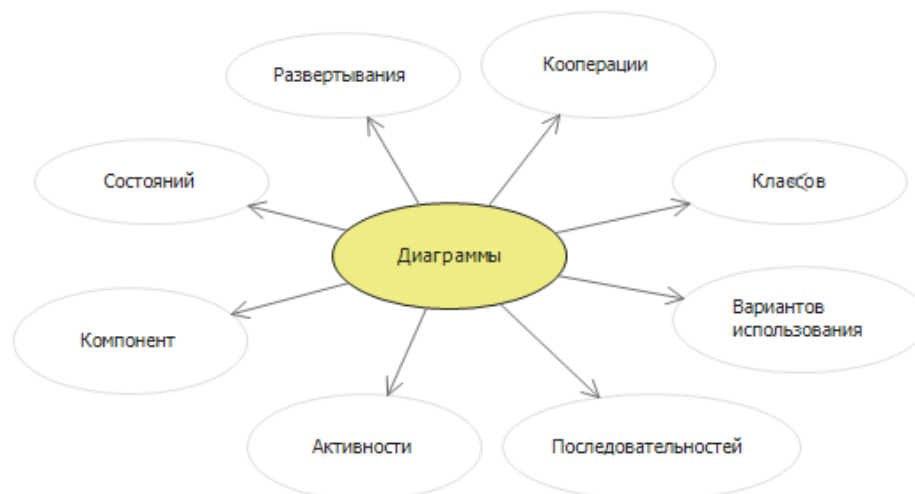 Кооперации
Развертывания
Состояний
Классов
Диаграммы
Вариантов
использования
Компонент
Активности
Последовательностей